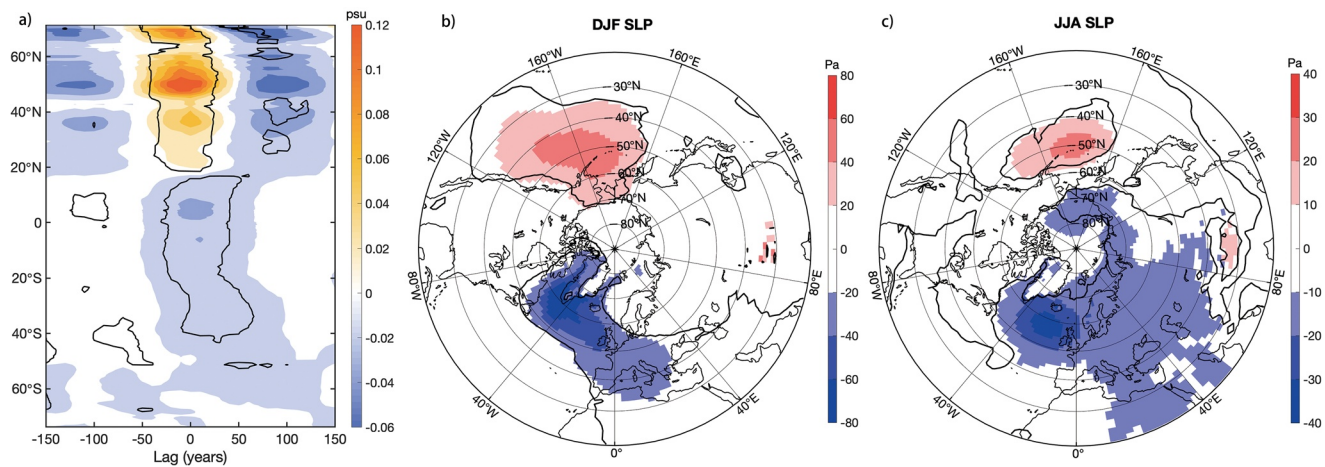 a)
psu
60°N
40°N
20°N
0
20°S
40°S
60°S
-150 -100 -50 0 50 100 150
Lag (years)
0.12
0.1
0.08
0.06
0.04
0.02
0
-0.02
-0.04
-0.06
b)
DJF SLP
160°W 160°E
120°W 120°E
80°W 80°E
40°W 40°E
0°
30°N
40°N
50°N
60°N
70°N
80°N
Pa
80
60
40
20
0
-20
-40
-60
-80
c)
JJA SLP
160°W 160°E
120°W 120°E
80°W 80°E
40°W 40°E
0°
30°N
40°N
50°N
60°N
70°N
80°N
Pa
40
30
20
10
0
-10
-20
-30
-40